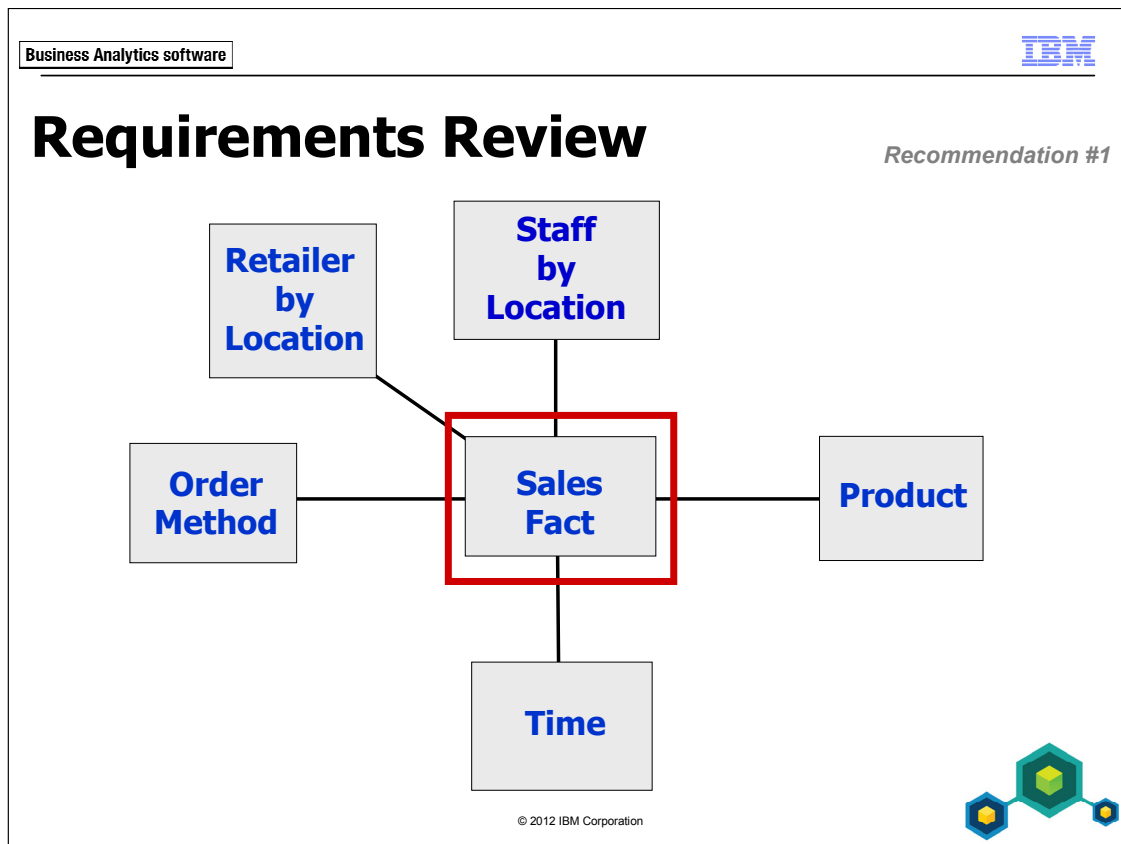 Business Analytics software
IBM
Requirements Review
Recommendation #1
Retailer
by
Location
Staff
by
Location
Order
Method
Sales
Fact
Product
Time
© 2012 IBM Corporation